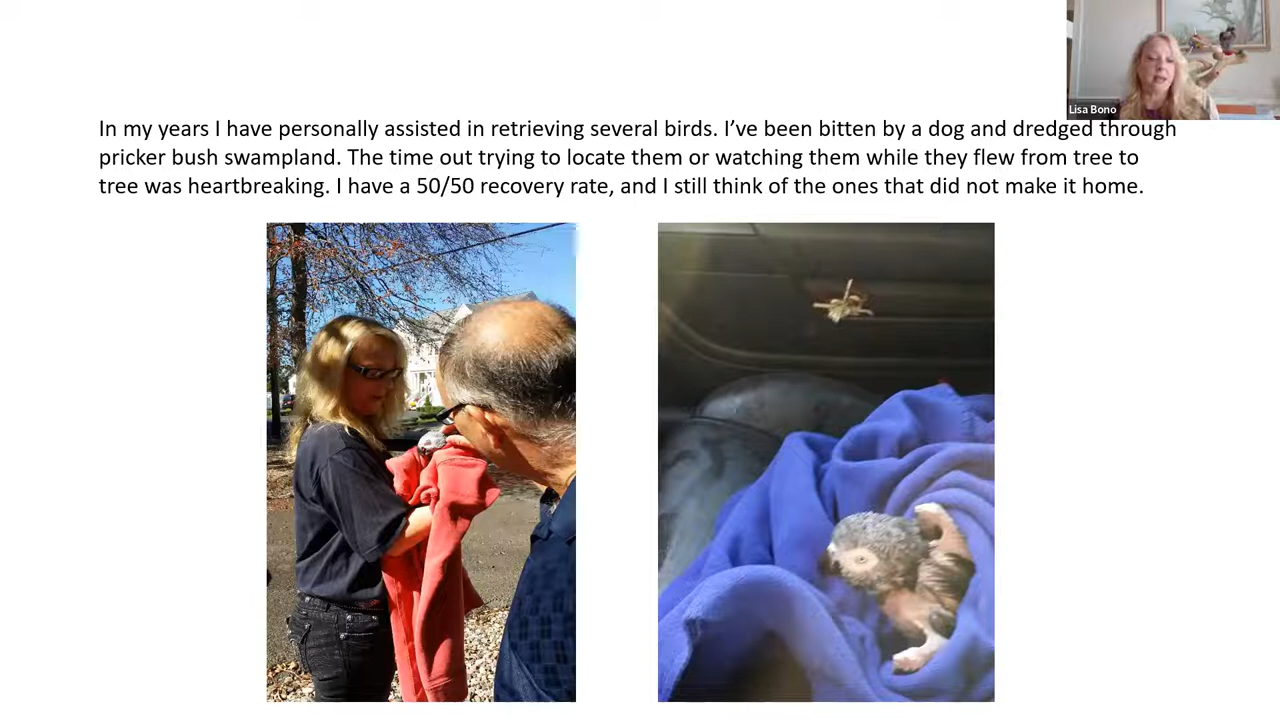 Lisa Bono
In my years I have personally assisted in retrieving several birds. I’ve been bitten by a dog and dredged through
pricker bush swampland. The time out trying to locate them or watching them while they flew from tree to
tree was heartbreaking. I have a 50/50 recovery rate, and I still think of the ones that did not make it home.